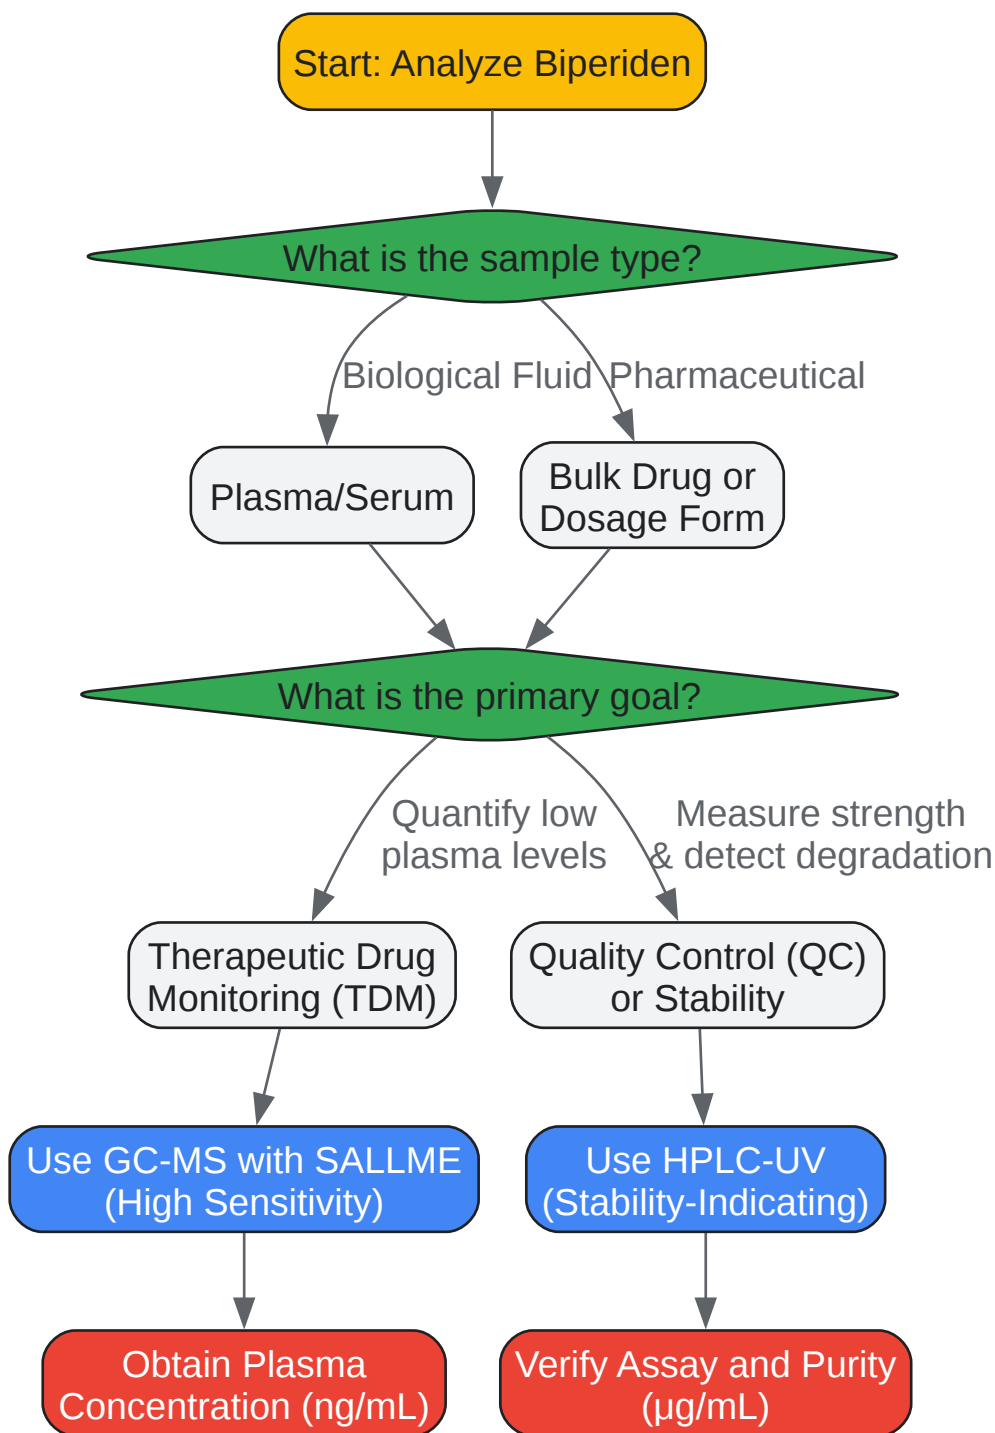 Start: Analyze Biperiden
What is the sample type?
Biological Fluid
Pharmaceutical
Plasma/Serum
Bulk Drug or
Dosage Form
What is the primary goal?
Quantify low
plasma levels
Measure strength
& detect degradation
Therapeutic Drug
Monitoring (TDM)
Quality Control (QC)
or Stability
Use GC-MS with SALLME
(High Sensitivity)
Use HPLC-UV
(Stability-Indicating)
Obtain Plasma
Concentration (ng/mL)
Verify Assay and Purity
(μg/mL)